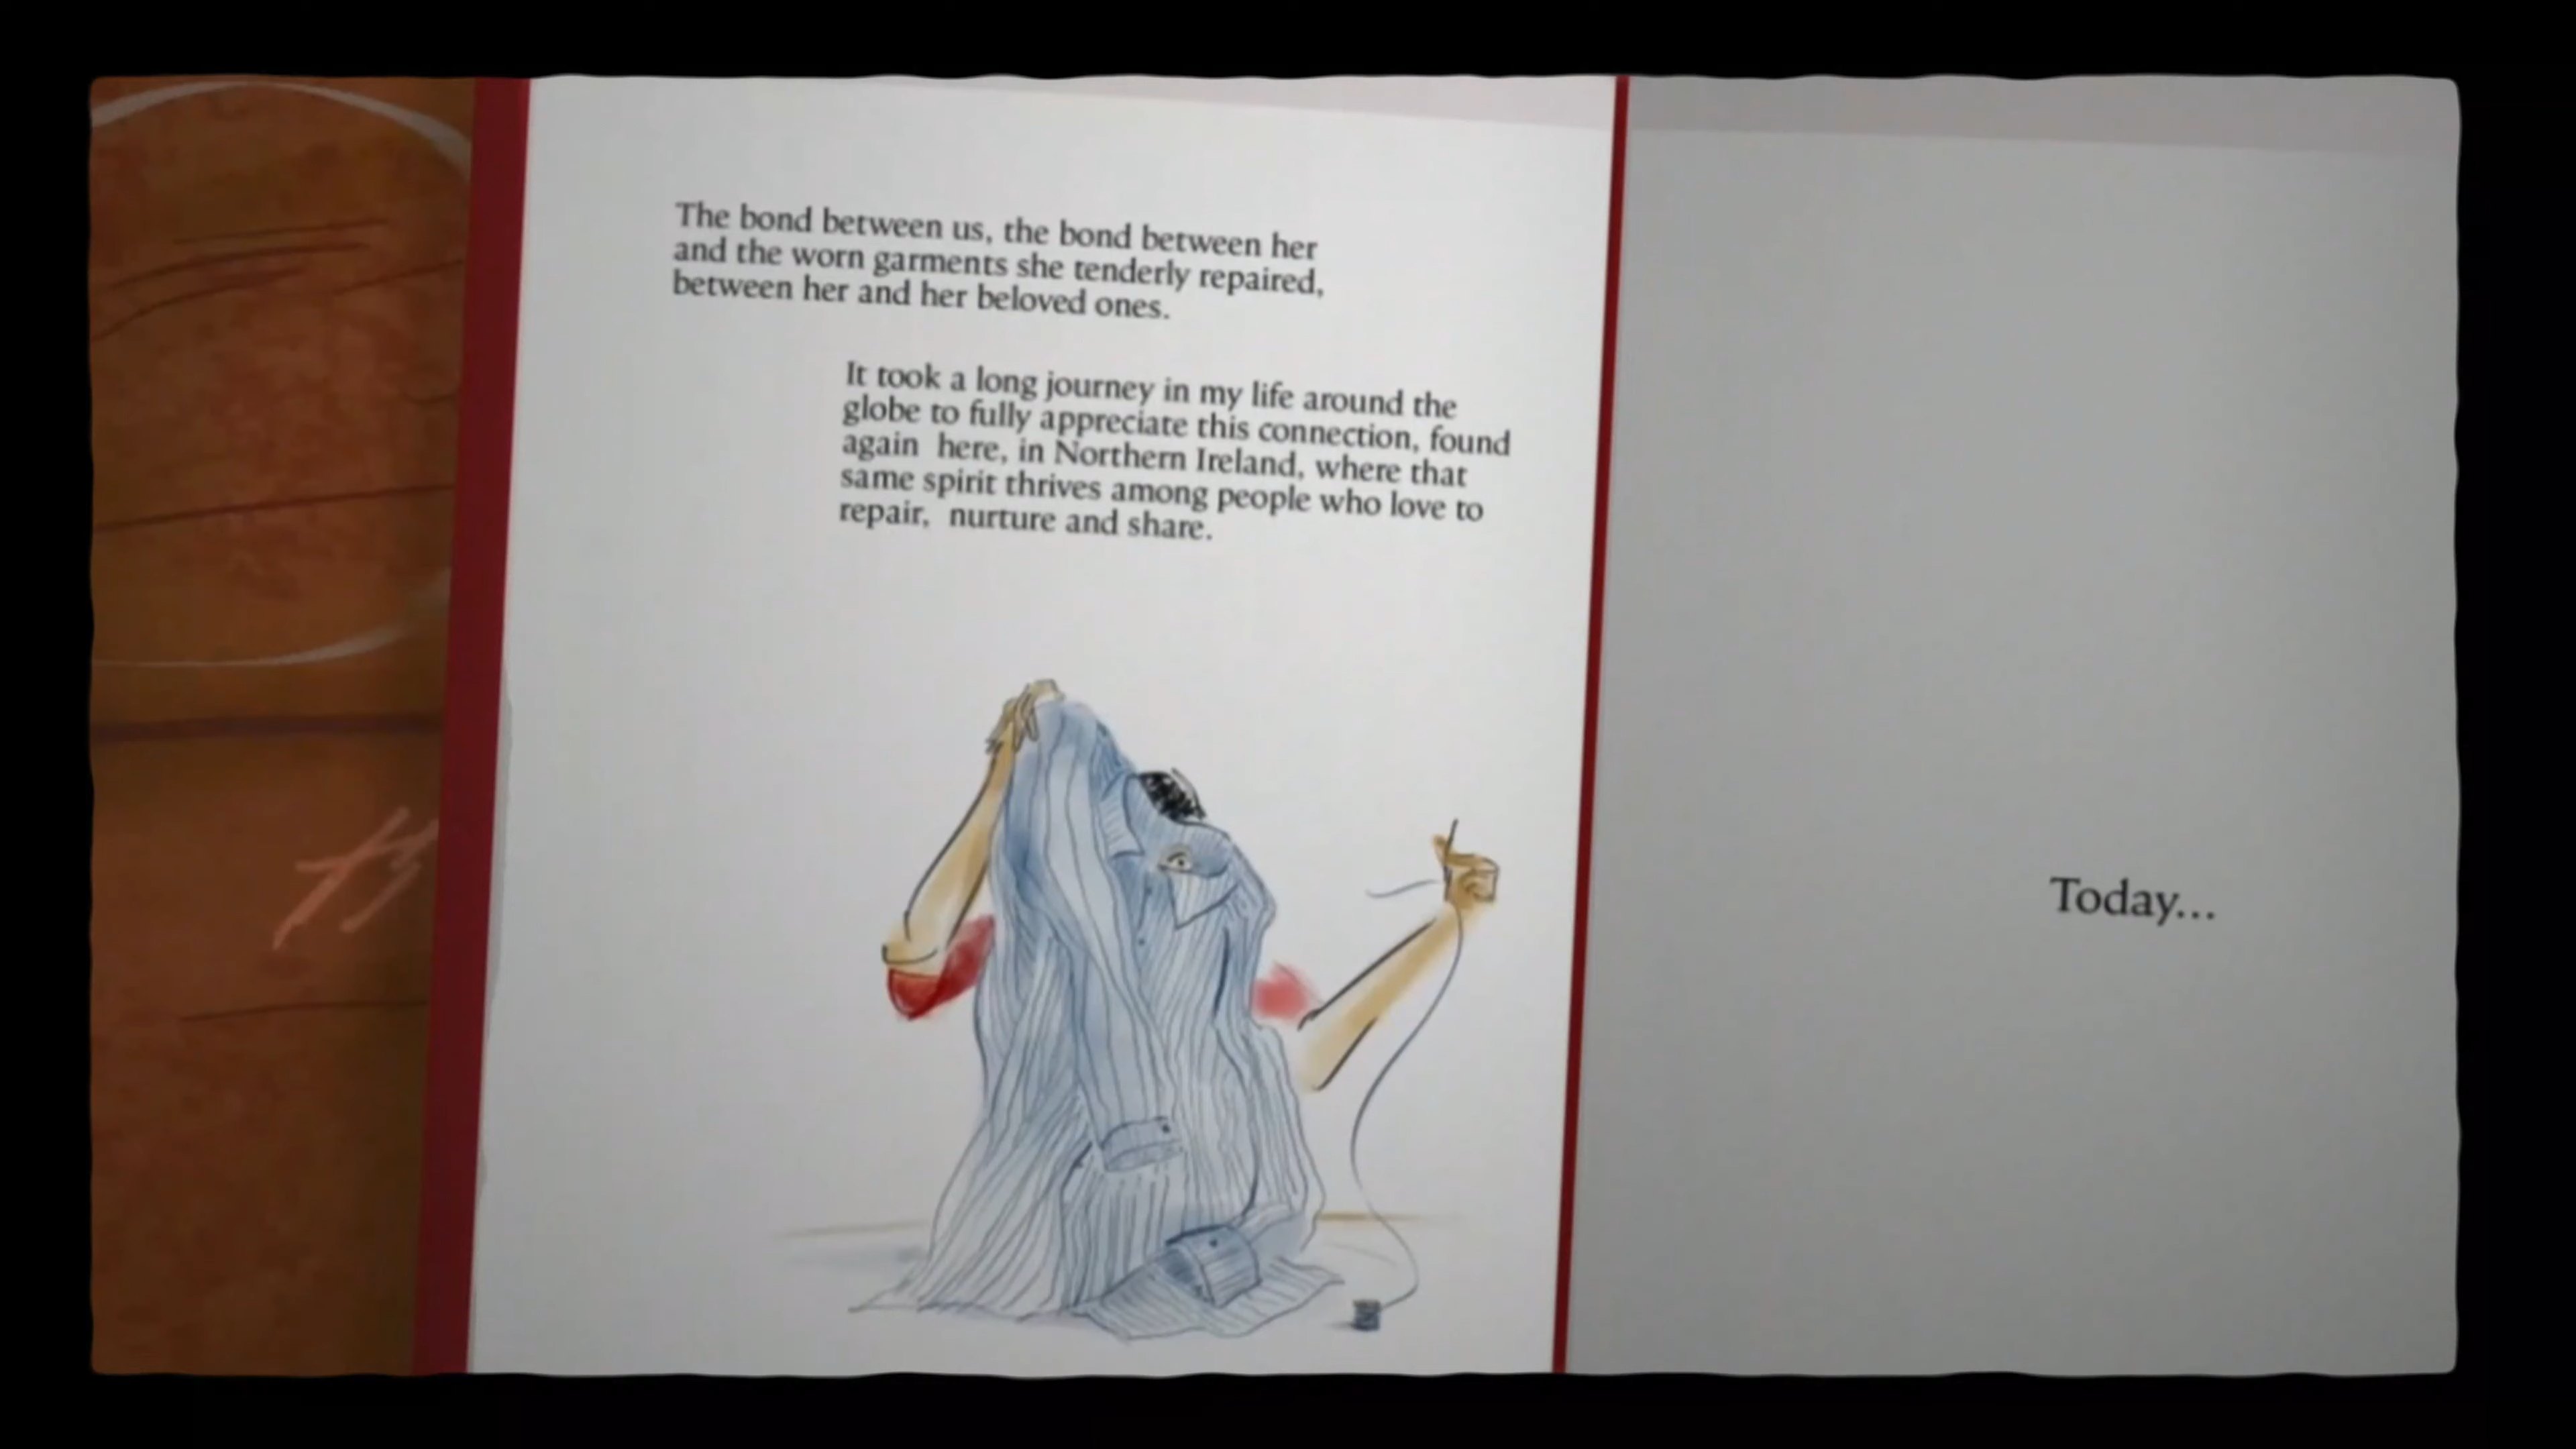 The bond between us, the bond between her
and the worn garments she tenderly repaired,
between her and her beloved ones.
It took a long journey in my life around the
globe to fully appreciate this connection, found
again  here, in Northern Ireland, where that
same spirit thrives among people who love to
repair,  nurture and share.
Today...